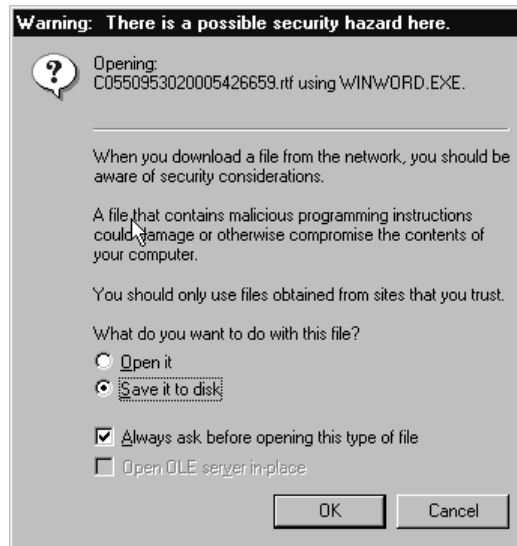 Warning: There is a possible security hazard here.
Opening:
C0550953020005426659.rtf using WINWORD.EXE.
When you download a file from the network, you should be
aware of security considerations.
A file that contains malicious programming instructions
could damage or otherwise compromise the contents of
your computer.
You should only use files obtained from sites that you trust.
What do you want to do with this file?
Open it
Save it to disk
Always ask before opening this type of file
Open OLE server in-place
OK Cancel